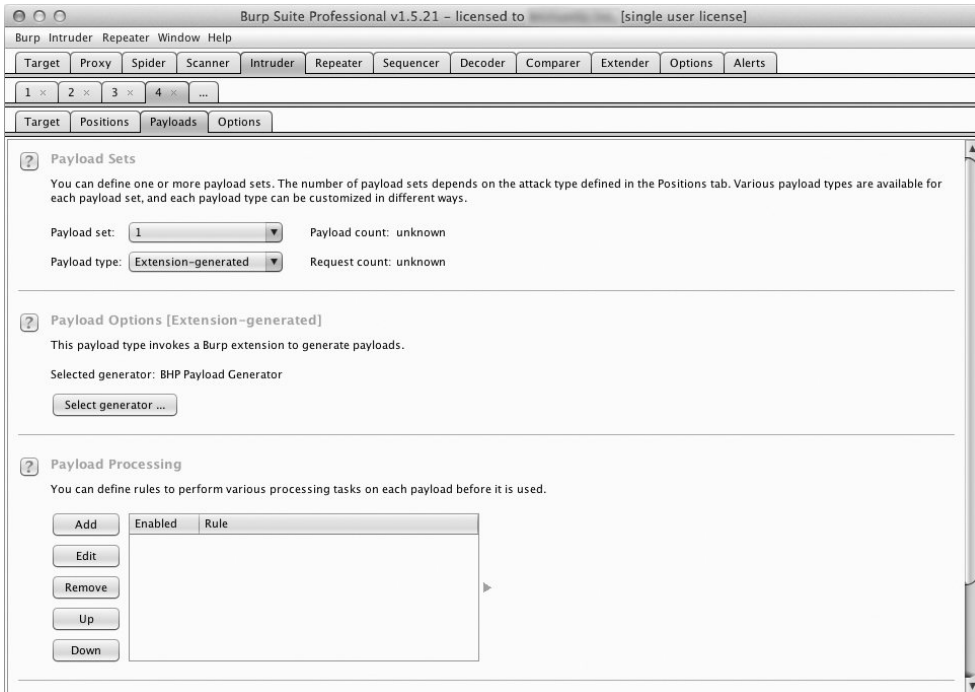 Burp Suite Professional v1.5.21 – licensed to [single user license]
Burp Intruder Repeater Window Help
Target Proxy Spider Scanner Intruder Repeater Sequencer Decoder Comparer Extender Options Alerts
1 × 2 × 3 × 4 × ...
Target Positions Payloads Options
? Payload Sets
You can define one or more payload sets. The number of payload sets depends on the attack type defined in the Positions tab. Various payload types are available for
each payload set, and each payload type can be customized in different ways.
Payload set: 1 Payload count: unknown
Payload type: Extension-generated Request count: unknown
? Payload Options [Extension-generated]
This payload type invokes a Burp extension to generate payloads.
Selected generator: BHP Payload Generator
Select generator ...
? Payload Processing
You can define rules to perform various processing tasks on each payload before it is used.
Add Enabled Rule
Edit
Remove
Up
Down